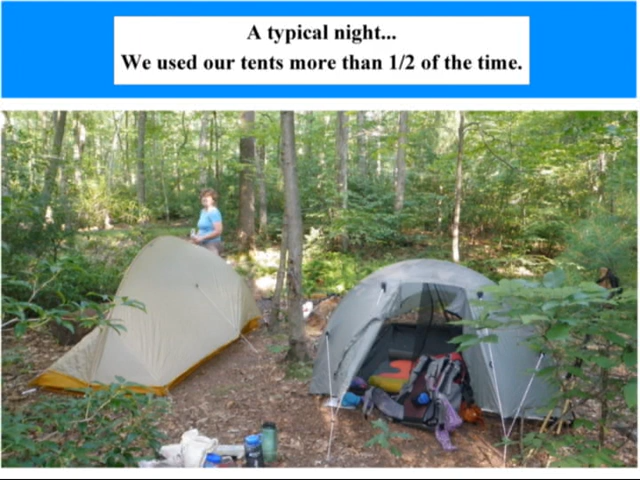 A typical night...
We used our tents more than 1/2 of the time.